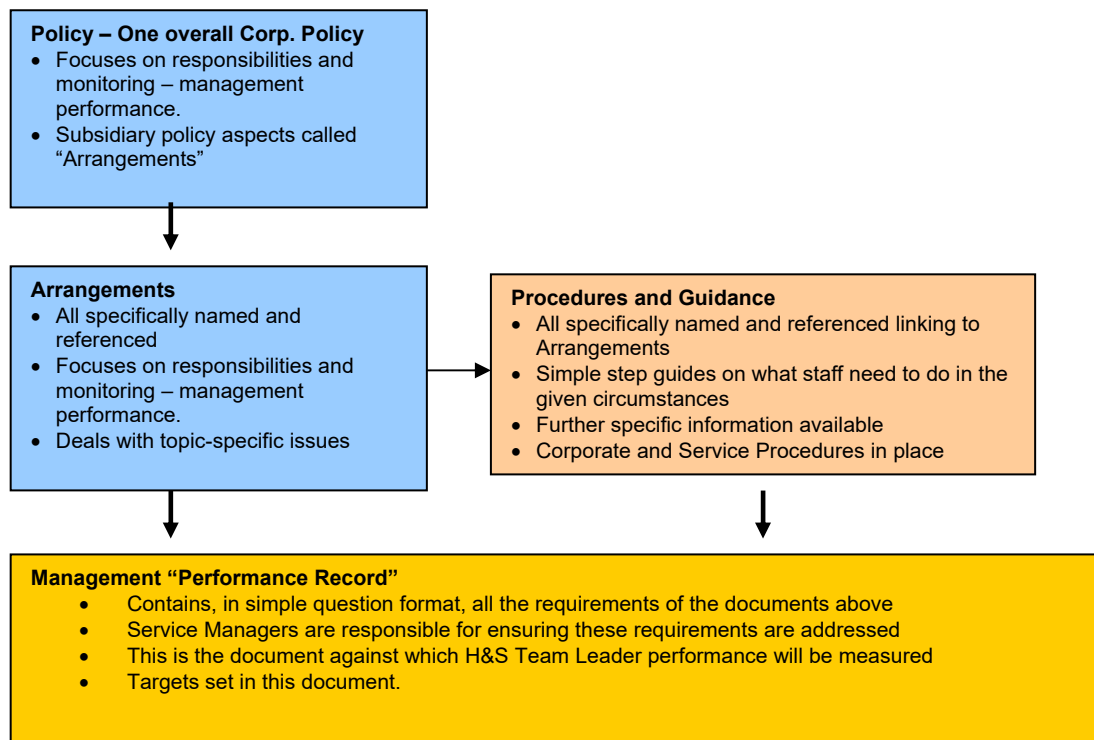 Policy – One overall Corp. Policy
• Focuses on responsibilities and
monitoring – management
performance.
• Subsidiary policy aspects called
“Arrangements”
Arrangements
• All specifically named and
referenced
• Focuses on responsibilities and
monitoring – management
performance.
• Deals with topic-specific issues
Procedures and Guidance
• All specifically named and referenced linking to
Arrangements
• Simple step guides on what staff need to do in the
given circumstances
• Further specific information available
• Corporate and Service Procedures in place
Management “Performance Record”
• Contains, in simple question format, all the requirements of the documents above
• Service Managers are responsible for ensuring these requirements are addressed
• This is the document against which H&S Team Leader performance will be measured
• Targets set in this document.